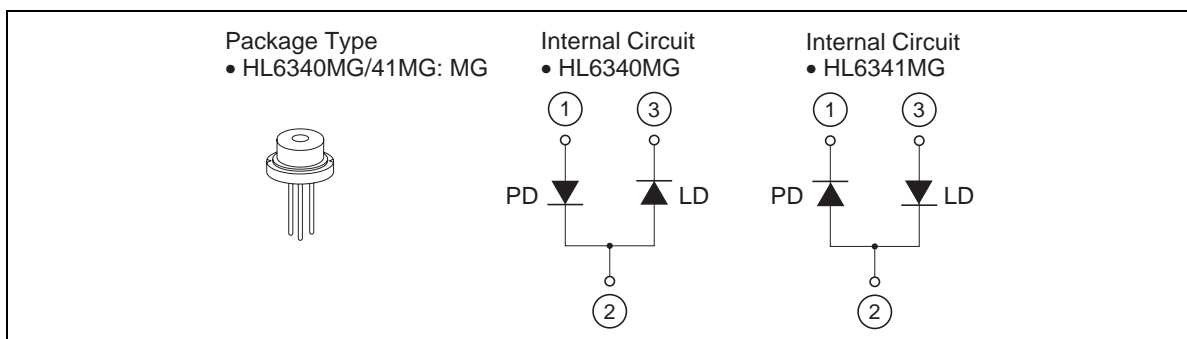 Package Type
• HL6340MG/41MG: MG
Internal Circuit
• HL6340MG
1
3
PD
LD
2
Internal Circuit
• HL6341MG
1
3
PD
LD
2